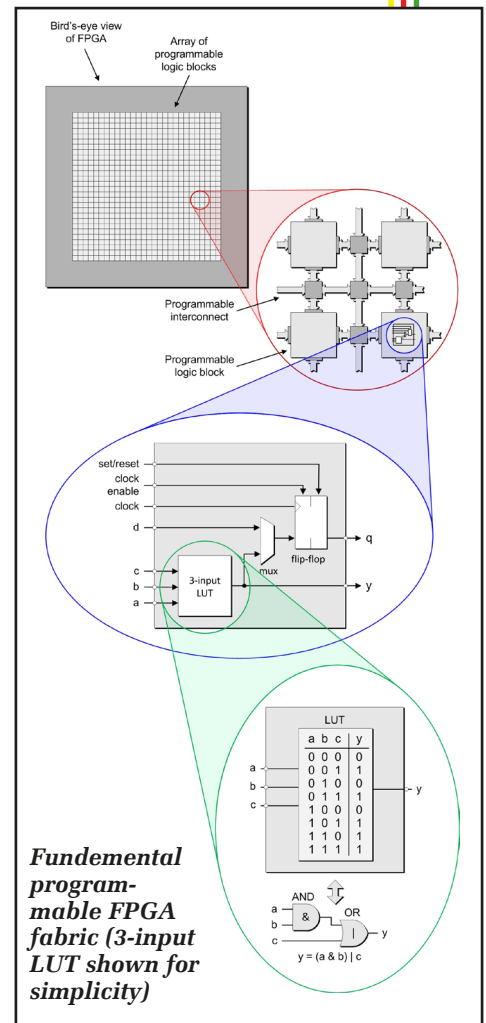 Bird's-eye view
of FPGA
Array of
programmable
logic blocks
Programmable
interconnect
Programmable
logic block
set/reset
clock
enable
clock
d
q
flip-flop
mux
c
b
a
3-input
LUT
y
LUT
a b c y
0 0 0 0
0 0 1 1
0 1 0 0
0 1 1 1
1 0 0 0
1 0 1 1
1 1 0 1
1 1 1 1
a
b
c
y
AND
a
&
b
OR
|
y
c
y = (a & b) | c
Fundemental
program-
mable FPGA
fabric (3-input
LUT shown for
simplicity)